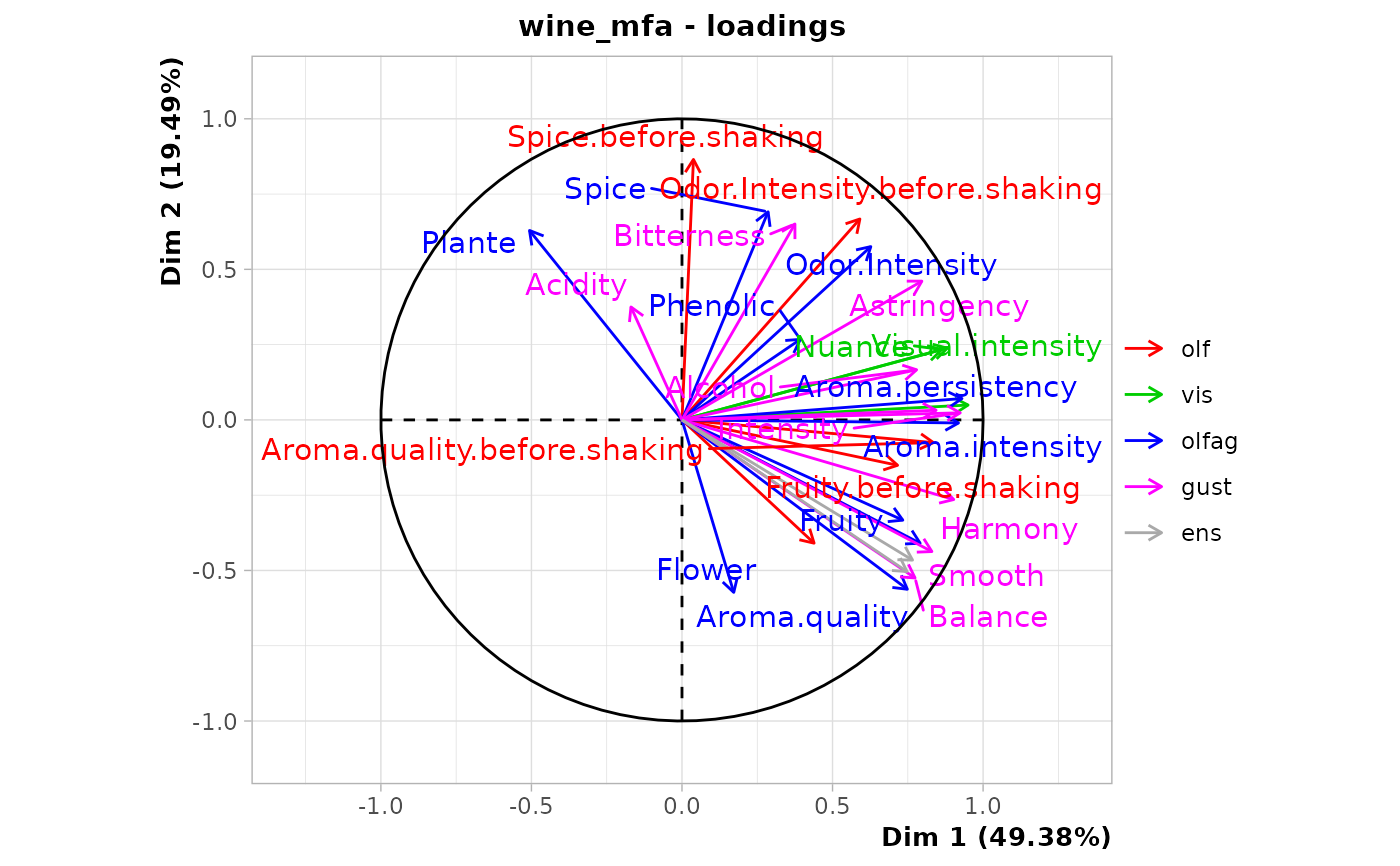 wine_mfa - loadings
Dim 2 (19.49%)
1.0
0.5
0.0
-0.5
-1.0
Spice.before.shaking
Spice
Odor.Intensity.before.shaking
Bitterness
Plante
Odor.Intensity
Acidity
Phenolic
Astringency
Nuance
Visual.intensity
Alcohol
Aroma.persistency
Intensity
Aroma.quality.before.shaking
Aroma.intensity
Fruity.before.shaking
Fruity
Harmony
Flower
Smooth
Aroma.quality
Balance
olf
vis
olfag
gust
ens
-1.0
-0.5
0.0
0.5
1.0
Dim 1 (49.38%)